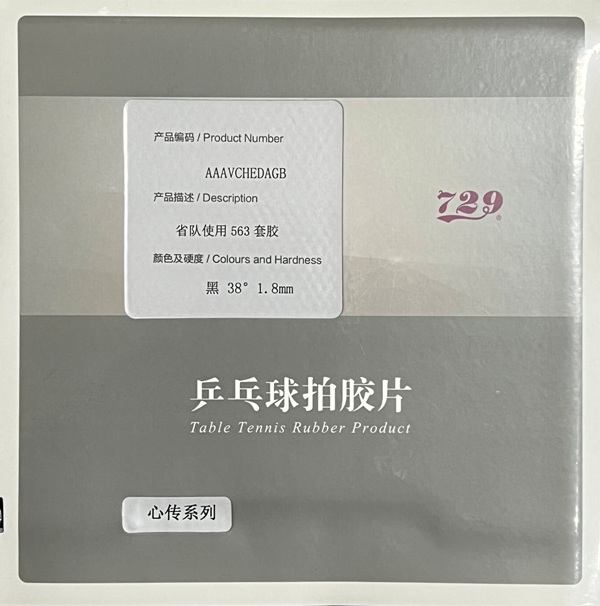 产品编码 / Product Number
AAAVCHEDAGB
产品描述 / Description
省队使用 563 套胶
颜色及硬度 / Colours and Hardness
黑 38° 1.8mm
729®
乒乓球拍胶片
Table Tennis Rubber Product
心传系列